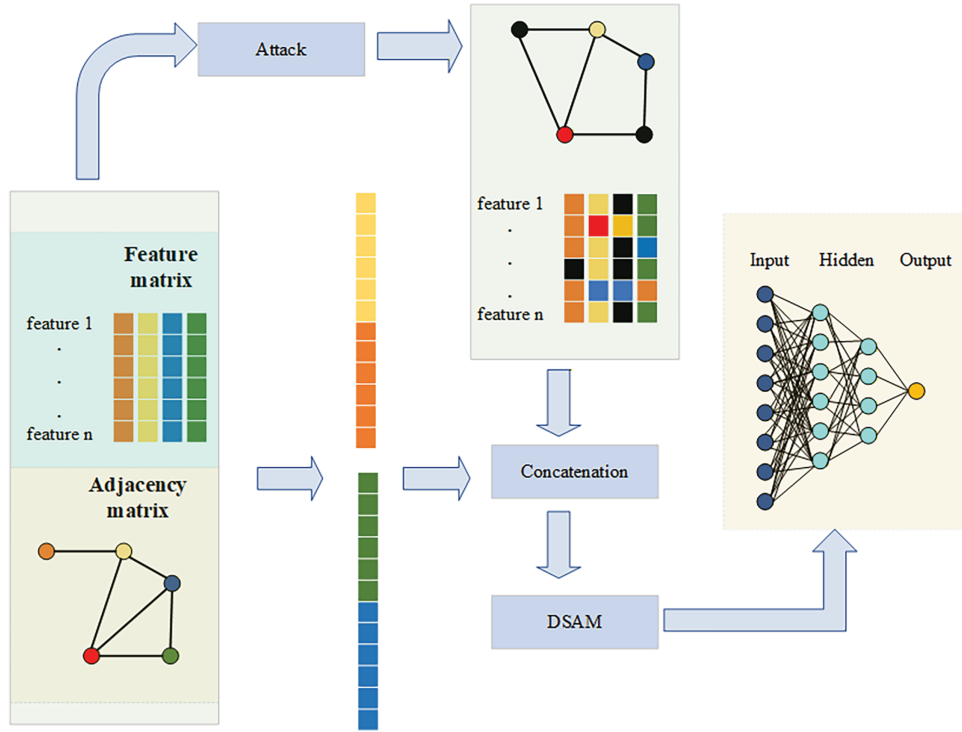 Attack
feature 1
.
.
.
feature n
Feature
matrix
feature 1
.
.
.
feature n
Adjacency
matrix
Concatenation
DSAM
Input
Hidden
Output